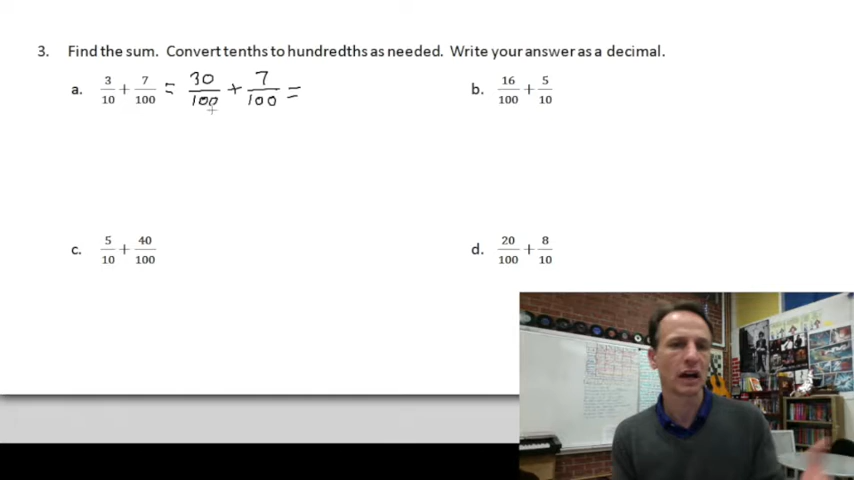 3. Find the sum. Convert tenths to hundredths as needed. Write your answer as a decimal.
a. 3/10 + 7/100 = 30/100 + 7/100 =
b. 16/100 + 5/10
c. 5/10 + 40/100
d. 20/100 + 8/10